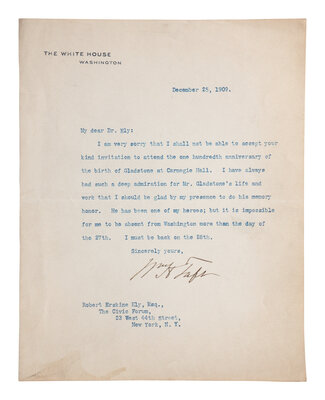 THE WHITE HOUSE
WASHINGTON
December 25, 1909.
My dear Dr. Ely:
I am very sorry that I shall not be able to accept your
kind invitation to attend the one hundredth anniversary of
the birth of Gladstone at Carnegie Hall. I have always
had such a deep admiration for Mr. Gladstone's life and
work that I should be glad by my presence to do his memory
honor. He has been one of my heroes; but it is impossible
for me to be absent from Washington more than the day of
the 27th. I must be back on the 28th.
Sincerely yours,
Wm H Taft
Robert Erskine Ely, Esq.,
The Civic Forum,
23 West 44th Street,
New York, N. Y.